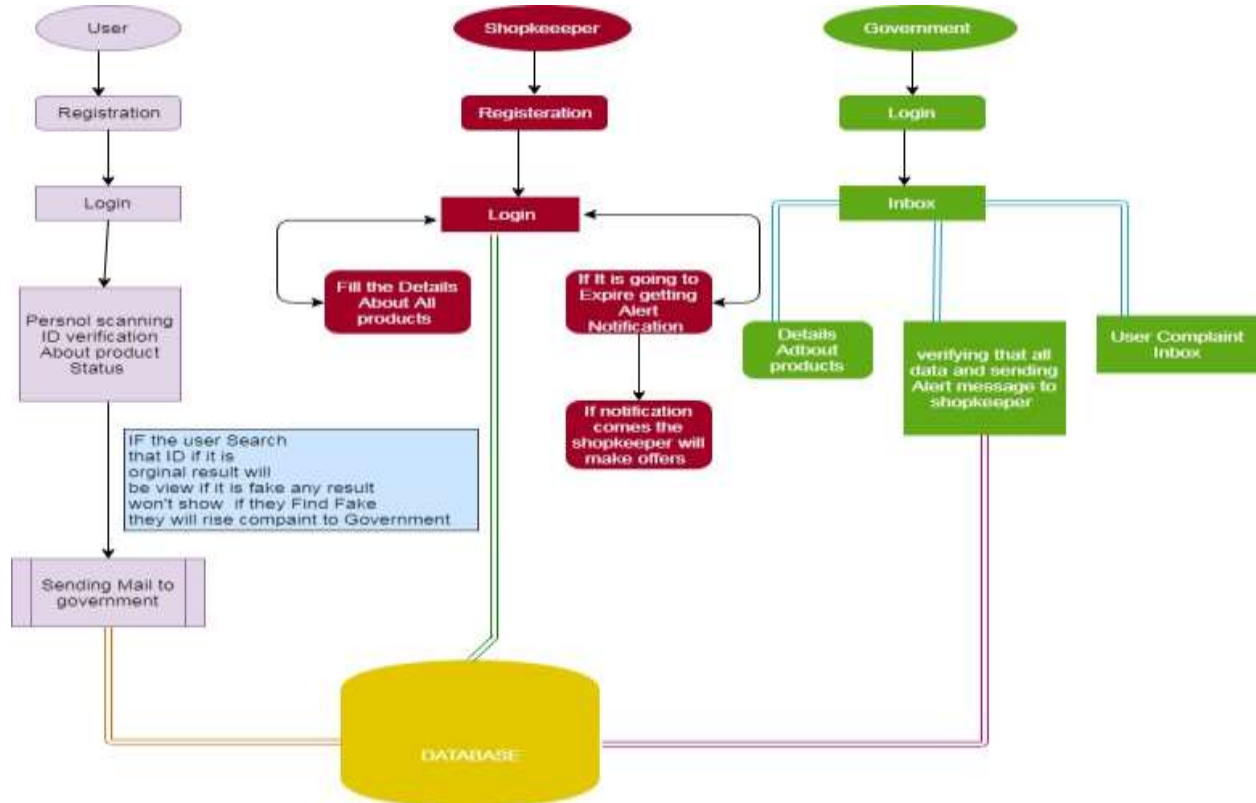 User
Registration
Login
Persnol scanning
ID verification
About product
Status
IF the user Search
that ID if it is
orginal result will
be view if it is fake any result
won't show if they Find Fake
they will rise compaint to Government
Sending Mail to
government
Shopkeeeper
Registeration
Login
Fill the Details
About All
products
If It is going to
Expire getting
Alert
Notification
If notification
comes the
shopkeeper will
make offers
Government
Login
Inbox
Details
Adbout
products
verifying that all
data and sending
Alert message to
shopkeeper
User Complaint
Inbox
DATABASE